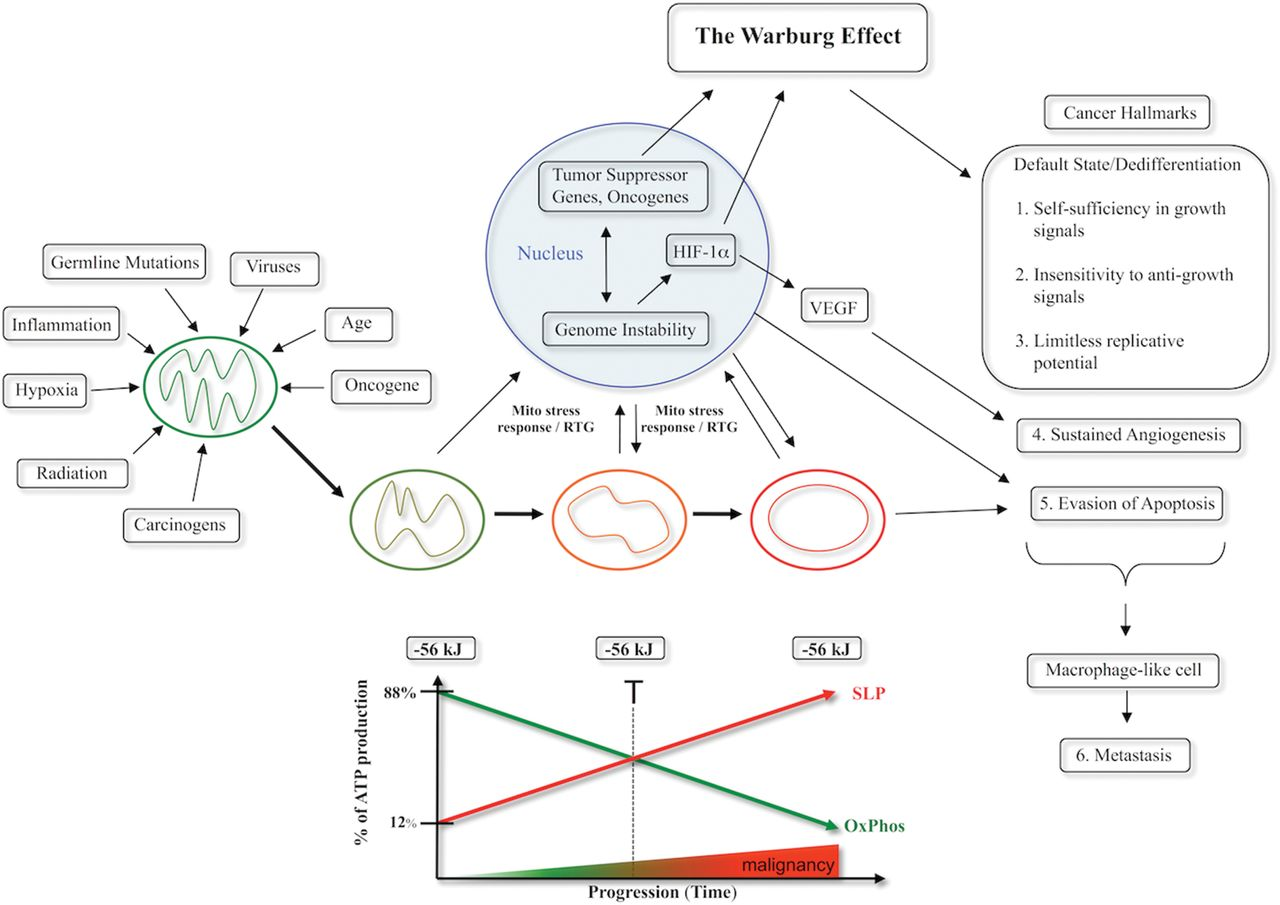 The Warburg Effect
Cancer Hallmarks
Default State/Dedifferentiation
1. Self-sufficiency in growth
signals
2. Insensitivity to anti-growth
signals
3. Limitless replicative
potential
Tumor Suppressor
Genes, Oncogenes
Nucleus
HIF-1α
Genome Instability
VEGF
Germline Mutations
Viruses
Inflammation
Age
Hypoxia
Oncogene
Radiation
Carcinogens
Mito stress
response / RTG
Mito stress
response / RTG
4. Sustained Angiogenesis
5. Evasion of Apoptosis
Macrophage-like cell
6. Metastasis
-56 kJ
-56 kJ
-56 kJ
% of ATP production
88%
12%
T
SLP
OxPhos
malignancy
Progression (Time)